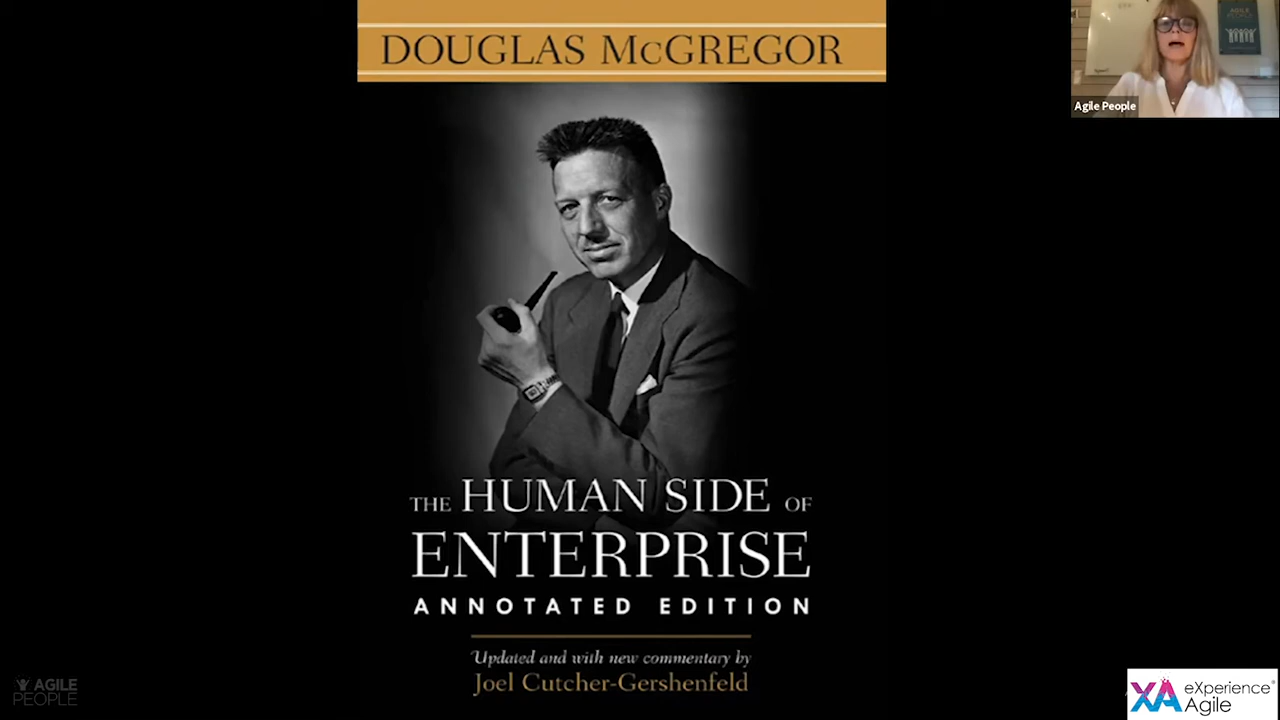 DOUGLAS McGREGOR
Agile People
THE HUMAN SIDE OF
ENTERPRISE
ANNOTATED EDITION
Updated and with new commentary by
Joel Cutcher-Gershenfeld
AGILE
PEOPLE
XA eXperience®
Agile